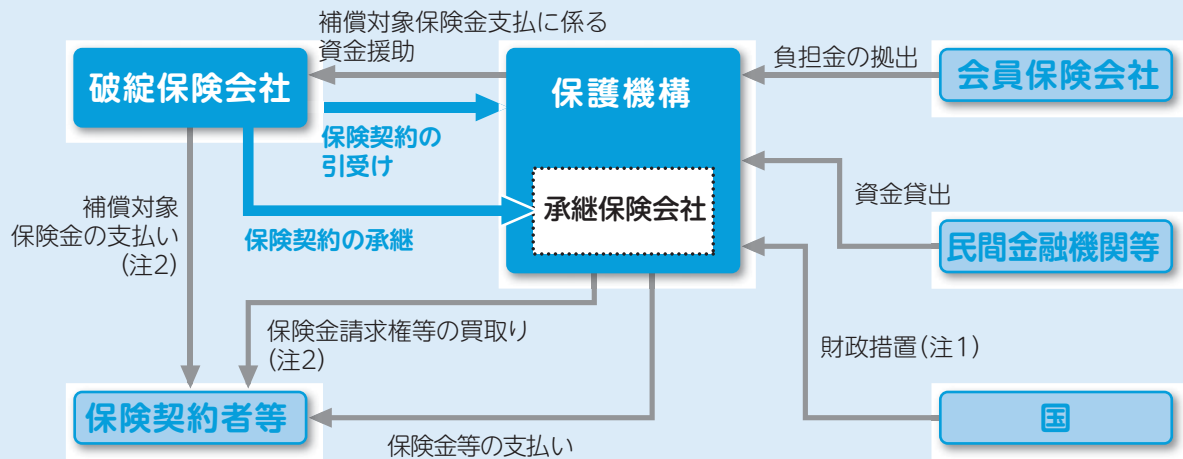 補償対象保険金支払に係る
資金援助
負担金の拠出
会員保険会社
破綻保険会社
保護機構
保険契約の
引受け
資金貸出
承継保険会社
補償対象
保険金の支払い
(注2)
保険契約の承継
民間金融機関等
保険金請求権等の買取り
(注2)
財政措置(注1)
保険契約者等
国
保険金等の支払い